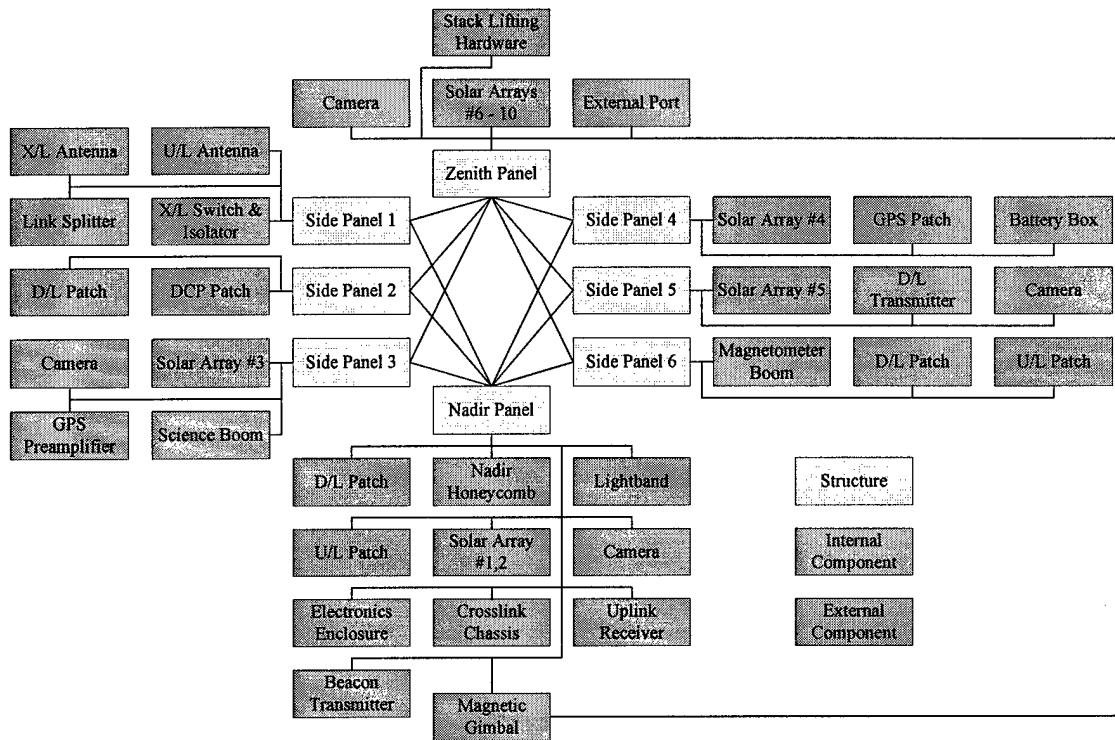 Stack Lifting
Hardware
Camera
Solar Arrays
#6 - 10
External Port
X/L Antenna
U/L Antenna
Zenith Panel
Link Splitter
X/L Switch &
Isolator
Side Panel 1
Side Panel 4
Solar Array #4
GPS Patch
Battery Box
D/L Patch
DCP Patch
Side Panel 2
Side Panel 5
Solar Array #5
D/L
Transmitter
Camera
Camera
Solar Array #3
Side Panel 3
Side Panel 6
Magnetometer
Boom
D/L Patch
U/L Patch
GPS
Preamplifier
Science Boom
Nadir Panel
D/L Patch
Nadir
Honeycomb
Lightband
Structure
U/L Patch
Solar Array
#1,2
Camera
Internal
Component
Electronics
Enclosure
Crosslink
Chassis
Uplink
Receiver
External
Component
Beacon
Transmitter
Magnetic
Gimbal